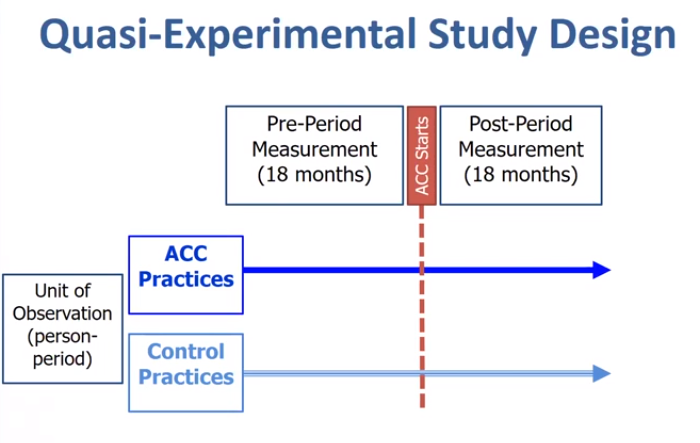 Quasi-Experimental Study Design
Pre-Period
Measurement
(18 months)
ACC Starts
Post-Period
Measurement
(18 months)
ACC
Practices
Unit of
Observation
(person-
period)
Control
Practices